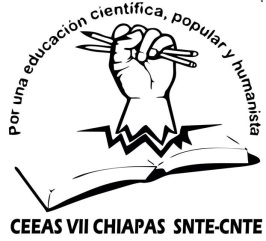 Por una educación científica, popular y humanista
CEEAS VII CHIAPAS SNTE-CNTE